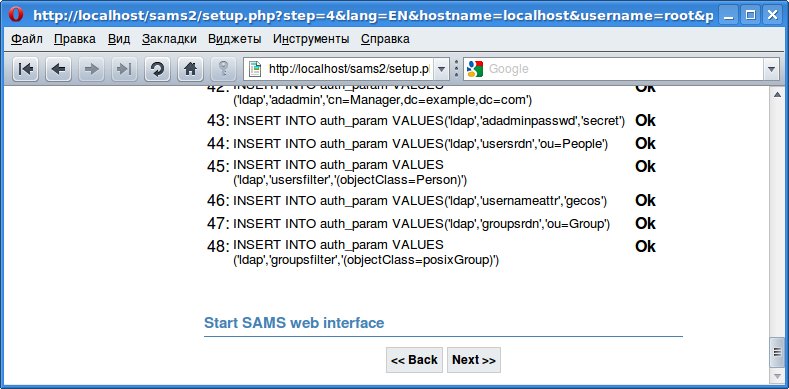 http://localhost/sams2/setup.php?step=4&lang=EN&hostname=localhost&username=root&p
Файл Правка Вид Закладки Виджеты Инструменты Справка
http://localhost/sams2/setup.p Google
42: INSERT INTO auth_param VALUES Ok
('ldap','adadmin','cn=Manager,dc=example,dc=com')
43: INSERT INTO auth_param VALUES('ldap','adadminpasswd','secret') Ok
44: INSERT INTO auth_param VALUES('ldap','usersrdn','ou=People') Ok
45: INSERT INTO auth_param VALUES Ok
('ldap','usersfilter','(objectClass=Person)')
46: INSERT INTO auth_param VALUES('ldap','usernameattr','gecos') Ok
47: INSERT INTO auth_param VALUES('ldap','groupsrdn','ou=Group') Ok
48: INSERT INTO auth_param VALUES Ok
('ldap','groupsfilter','(objectClass=posixGroup)')
Start SAMS web interface
<< Back Next >>